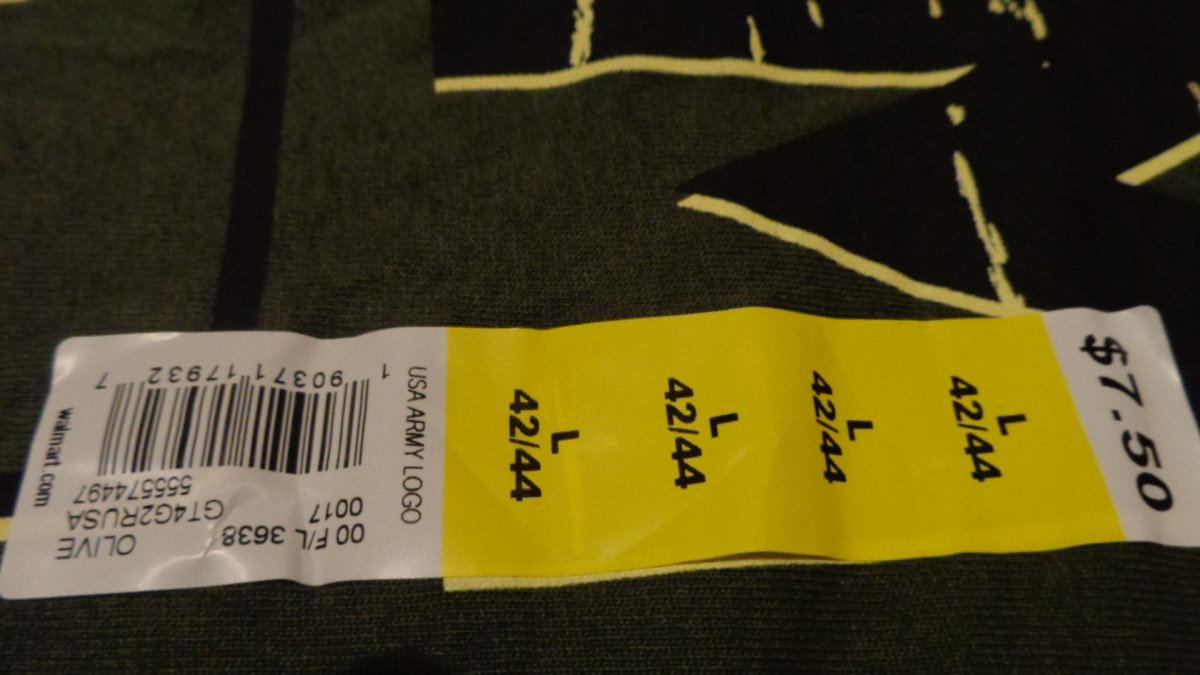 00 F/L 3638 OLIVE
0017 GT4G2RUSA
555574497
1 90371 17932 7
walmart.com
USA ARMY LOGO
L
42/44
L
42/44
L
42/44
L
42/44
$7.50